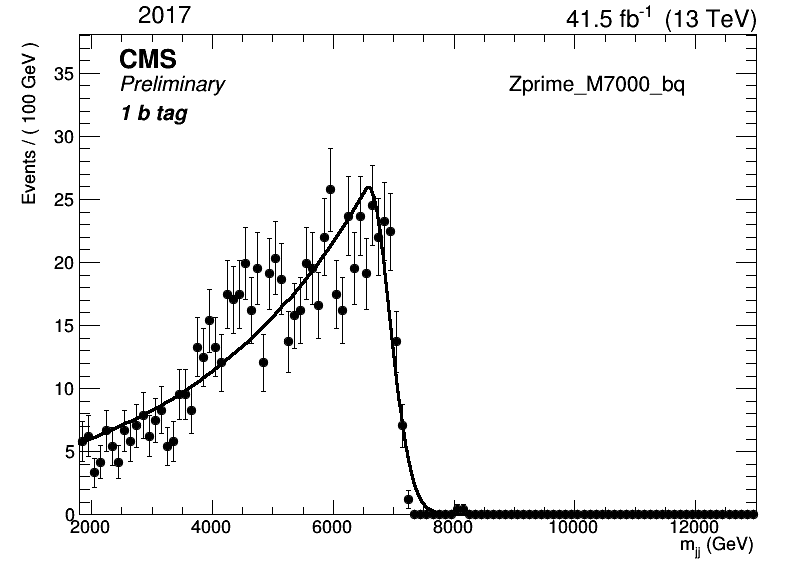 2017
41.5 fb-1 (13 TeV)
CMS
Preliminary
1 b tag
Zprime_M7000_bq
Events / ( 100 GeV )
35
30
25
20
15
10
5
0
2000 4000 6000 8000 10000 12000
mjj (GeV)